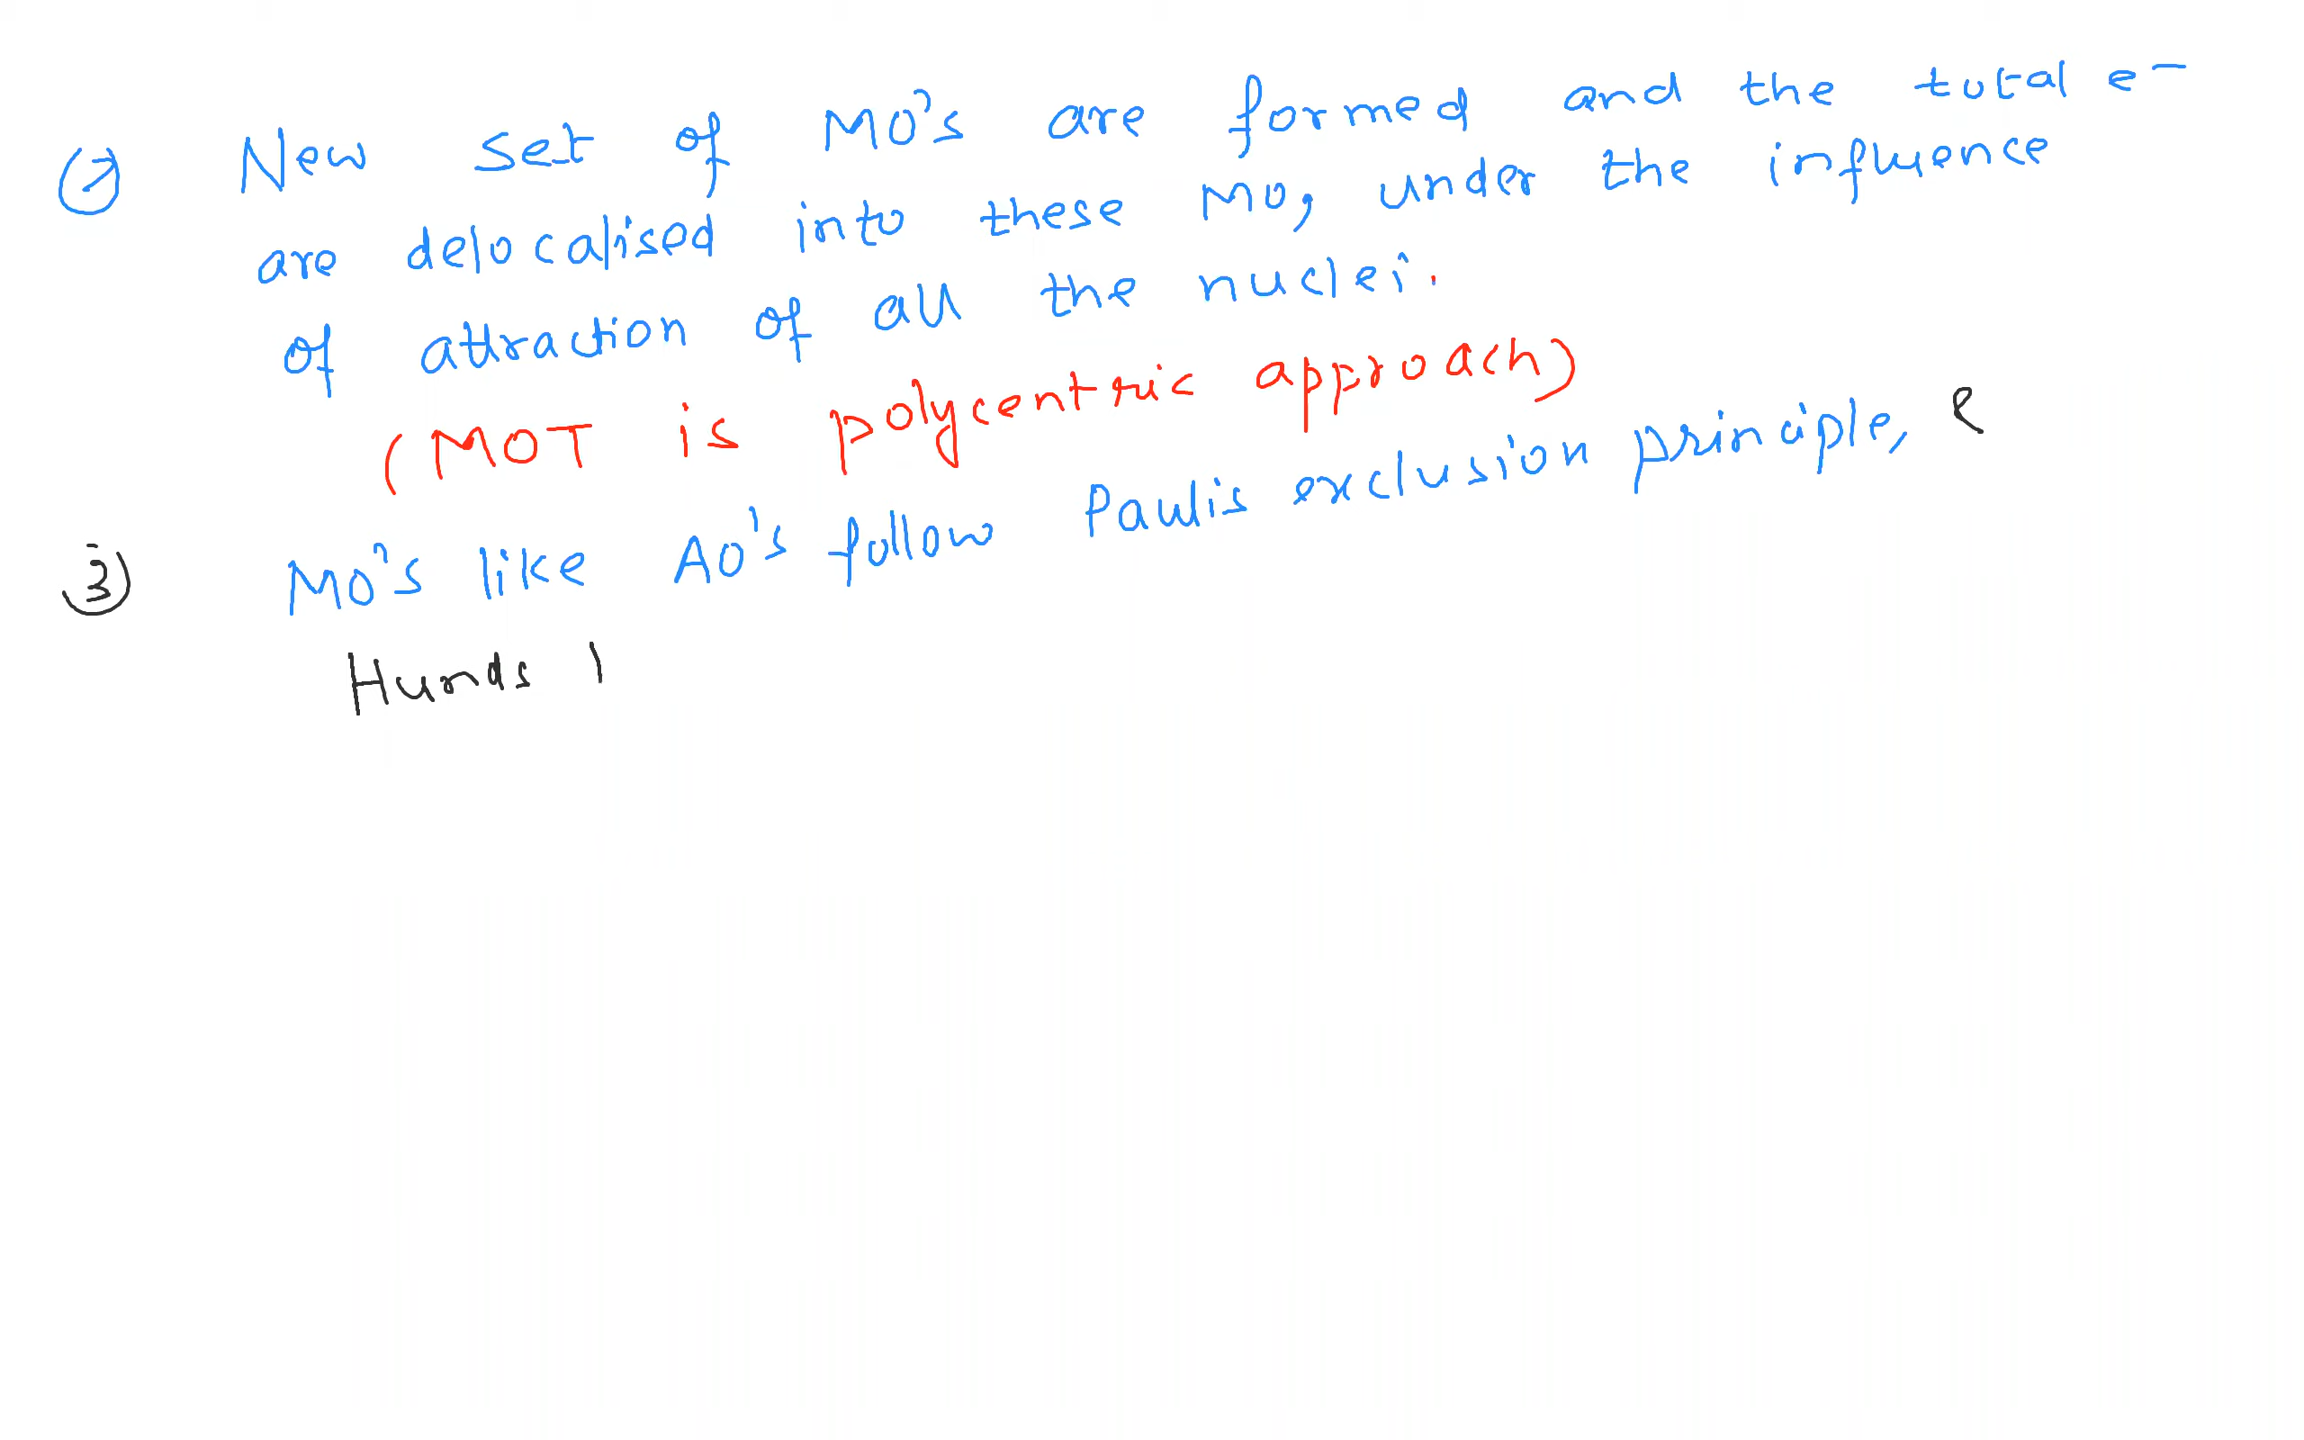 ② New set of MO's are formed and the total e⁻
are delocalised into these MO, under the influence
of attraction of all the nuclei.
(MOT is polycentric approach)
③ MO's like AO's follow Paulis exclusion principle, &
Hunds